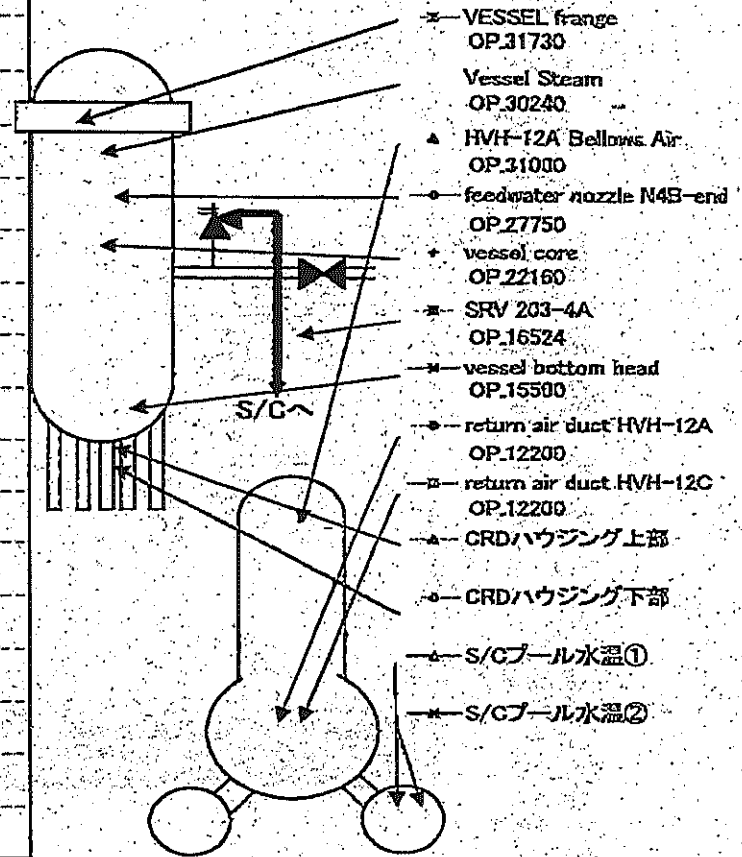 VESSEL frange
OP.31730
Vessel Steam
OP.30240
HVH-12A Bellows Air
OP.31000
feedwater nozzle N4B-end
OP.27750
vessel core
OP.22160
SRV 203-4A
OP.16524
vessel bottom head
OP.15500
S/Cへ
return air duct HVH-12A
OP.12200
return air duct HVH-12C
OP.12200
CRDハウジング上部
CRDハウジング下部
S/Cプール水温①
S/Cプール水温②